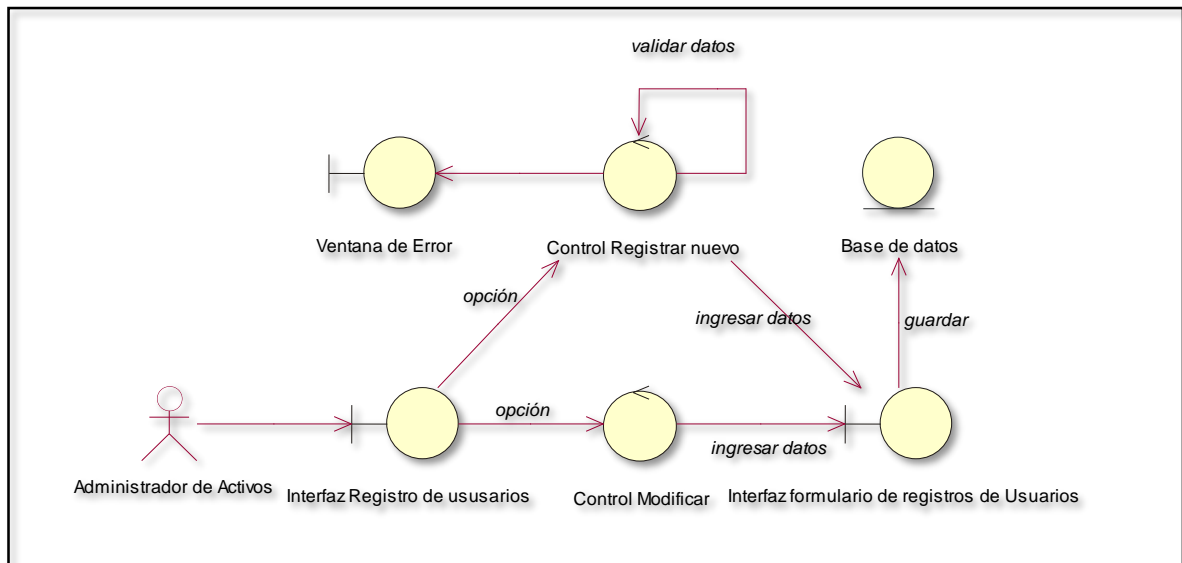 validar datos
Ventana de Error
Control Registrar nuevo
Base de datos
opción
ingresar datos
guardar
opción
ingresar datos
Administrador de Activos
Interfaz Registro de ususarios
Control Modificar
Interfaz formulario de registros de Usuarios